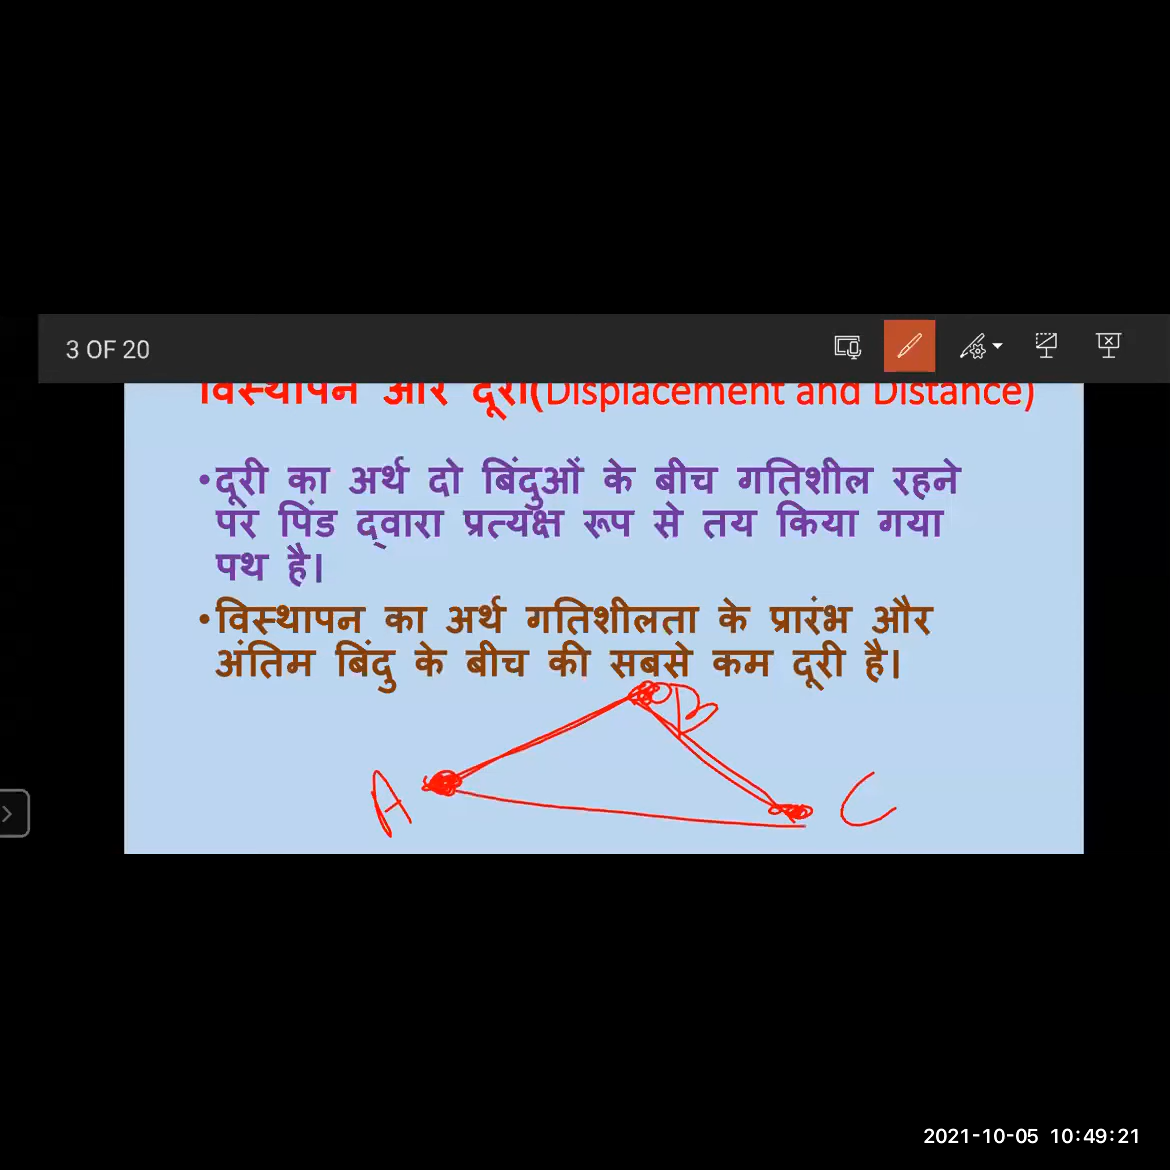 3 OF 20
विस्थापन और दूरी(Displacement and Distance)
•दूरी का अर्थ दो बिंदुओं के बीच गतिशील रहने
पर पिंड द्वारा प्रत्यक्ष रूप से तय किया गया
पथ है।
•विस्थापन का अर्थ गतिशीलता के प्रारंभ और
अंतिम बिंदु के बीच की सबसे कम दूरी है।
B
A
C
2021-10-05 10:49:21